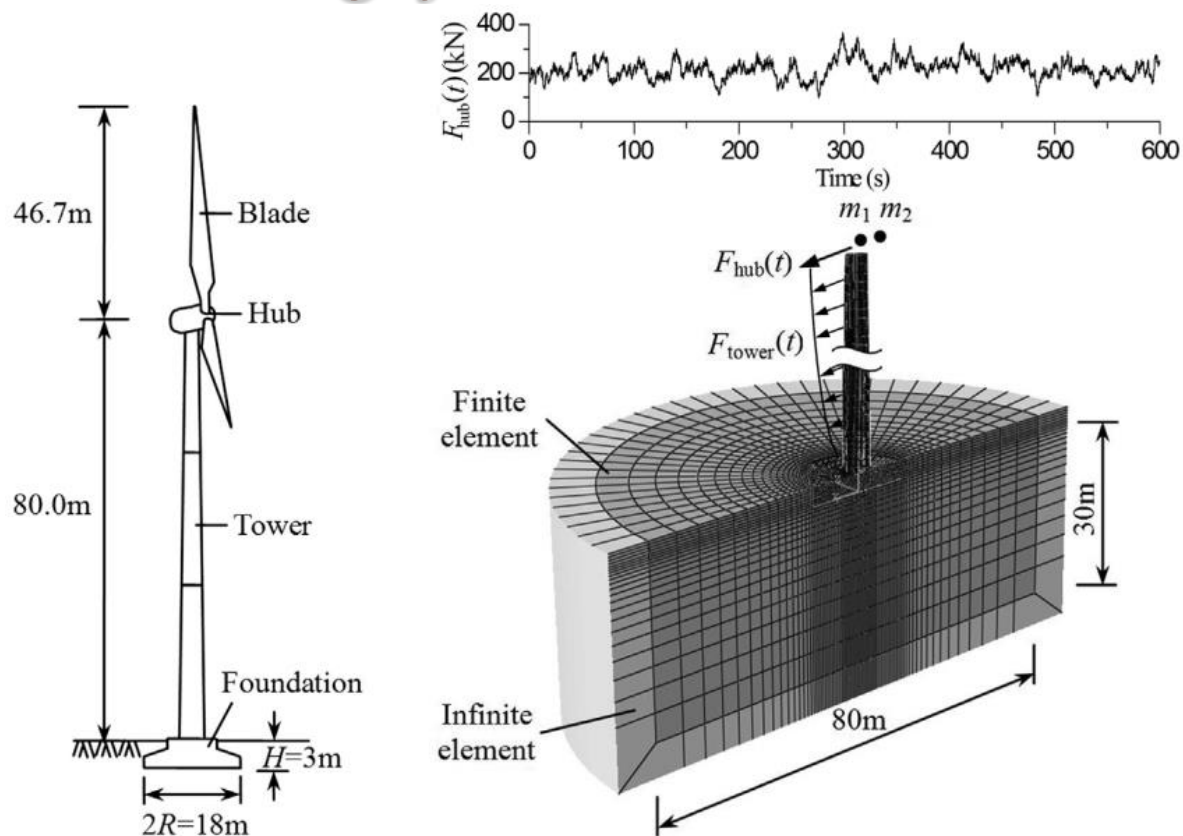 46.7m
Blade
Hub
80.0m
Tower
Foundation
H=3m
2R=18m
400
200
0
F_hub(t) (kN)
0 100 200 300 400 500 600
Time (s)
m₁ m₂
F_hub(t)
F_tower(t)
Finite
element
30m
Infinite
element
80m